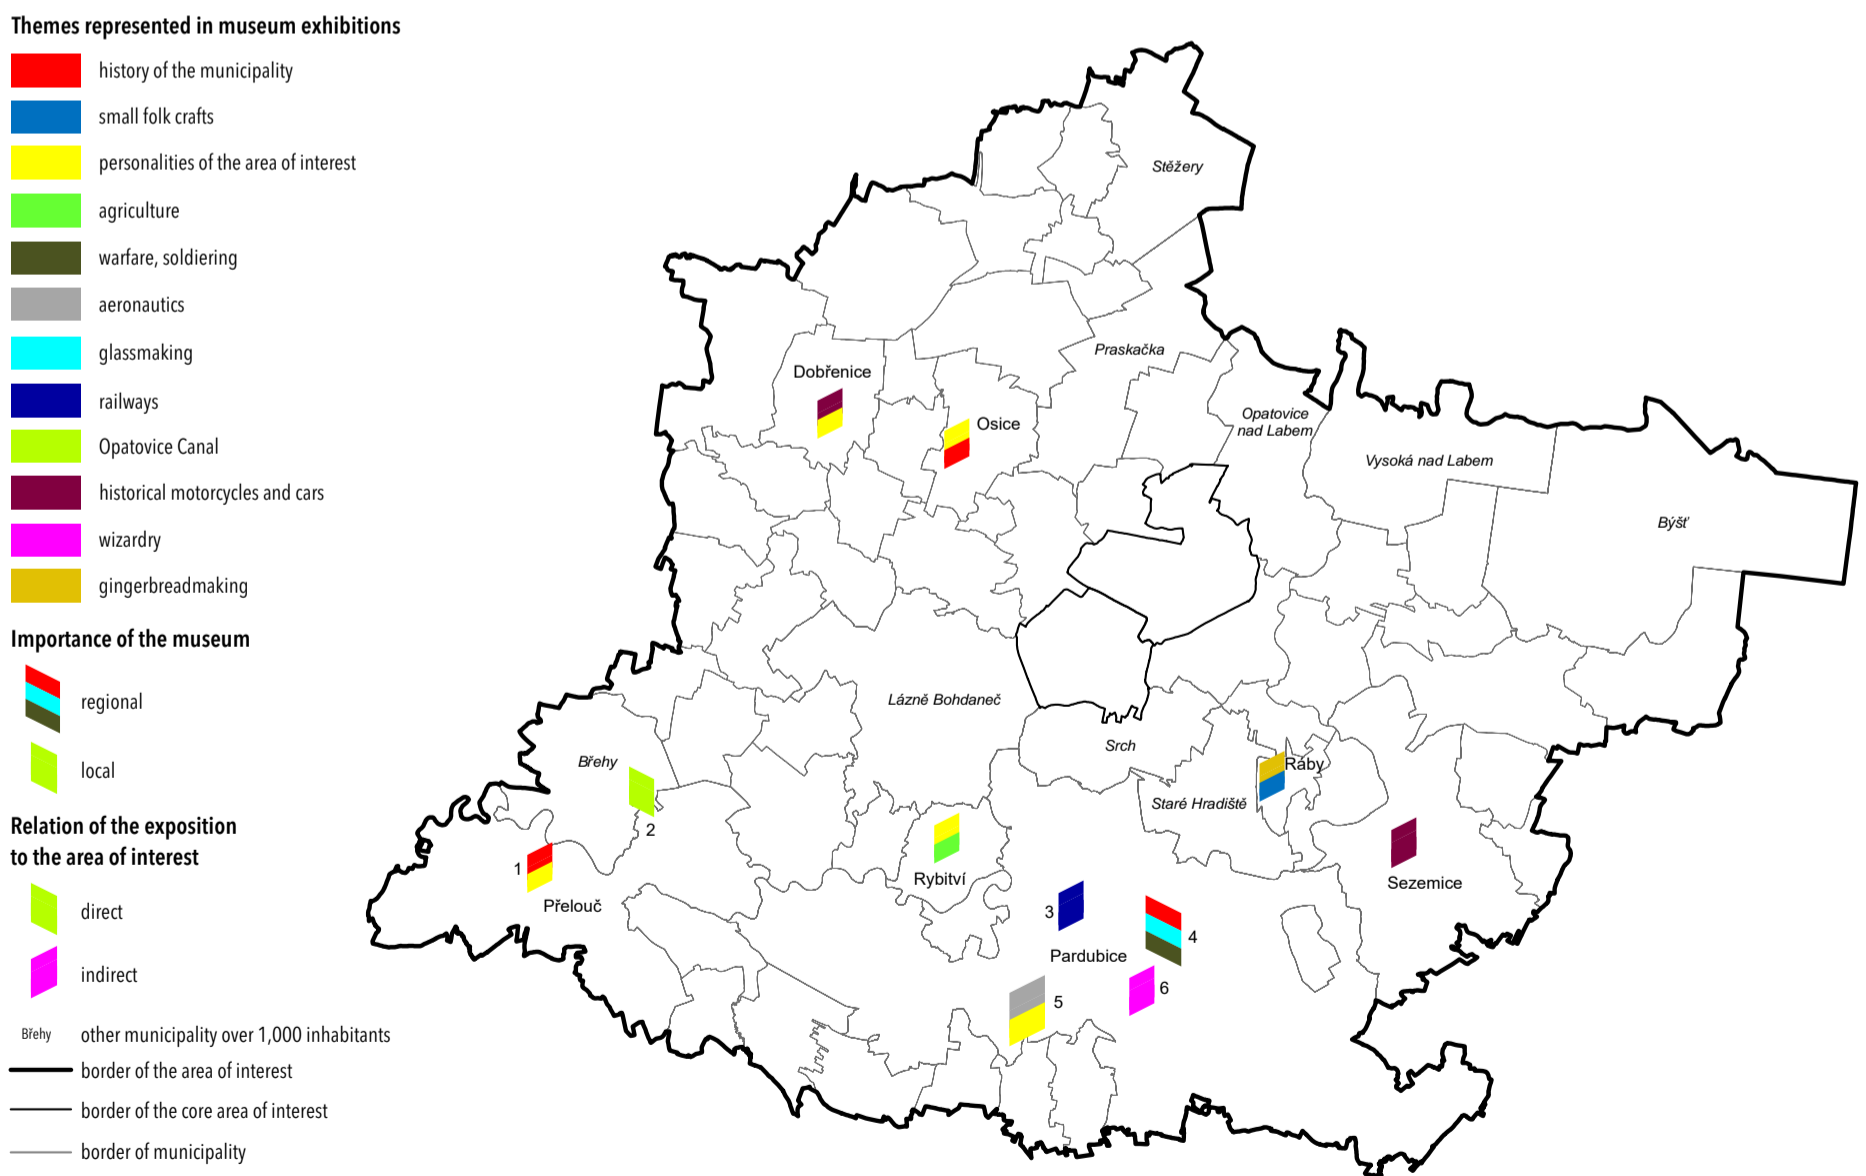 Themes represented in museum exhibitions
history of the municipality
small folk crafts
personalities of the area of interest
agriculture
warfare, soldiering
aeronautics
glassmaking
railways
Opatovice Canal
historical motorcycles and cars
wizardry
gingerbreadmaking
Importance of the museum
regional
local
Relation of the exposition
to the area of interest
direct
indirect
Břehy other municipality over 1,000 inhabitants
border of the area of interest
border of the core area of interest
border of municipality
Stěžery
Praskačka
Dobřenice
Osice
Opatovice
nad Labem
Vysoká nad Labem
Býšť
Lázně Bohdaneč
Srch
Břehy
Ráby
Staré Hradiště
2
1
Přelouč
Rybitví
Sezemice
3
4
Pardubice
5
6